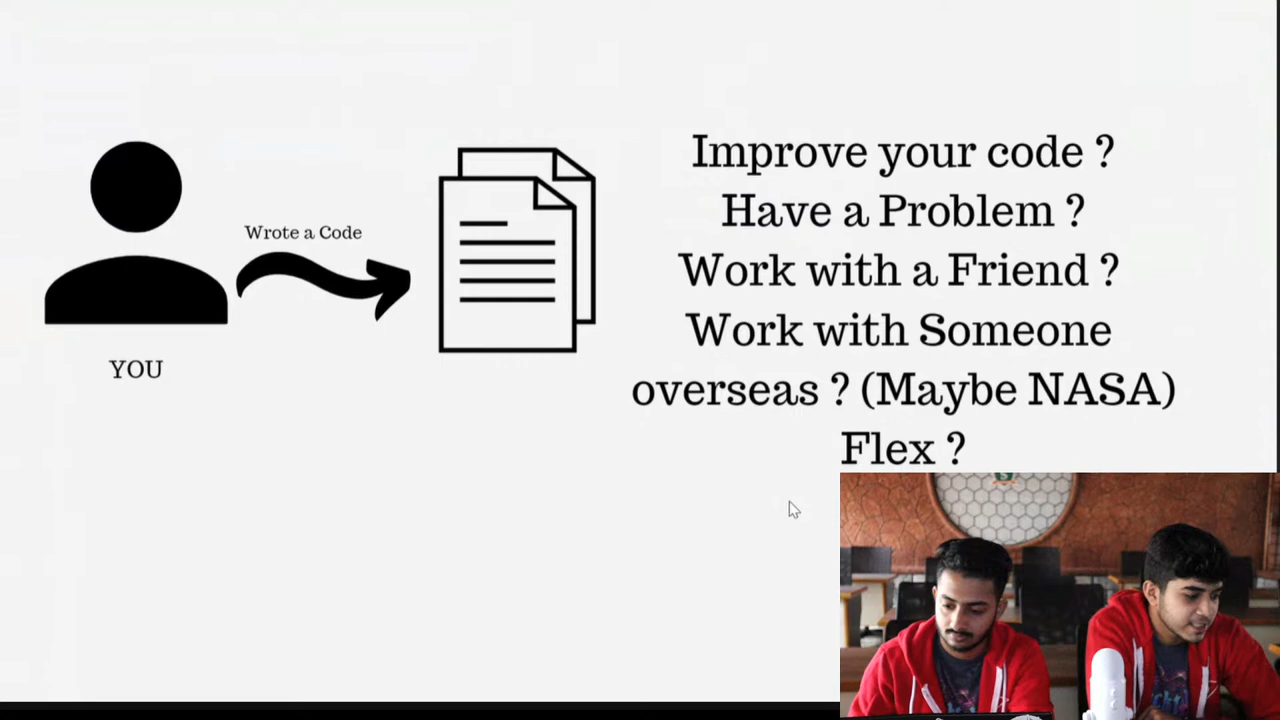 Improve your code ?
Have a Problem ?
Work with a Friend ?
Work with Someone
overseas ? (Maybe NASA)
Flex ?
Wrote a Code
YOU